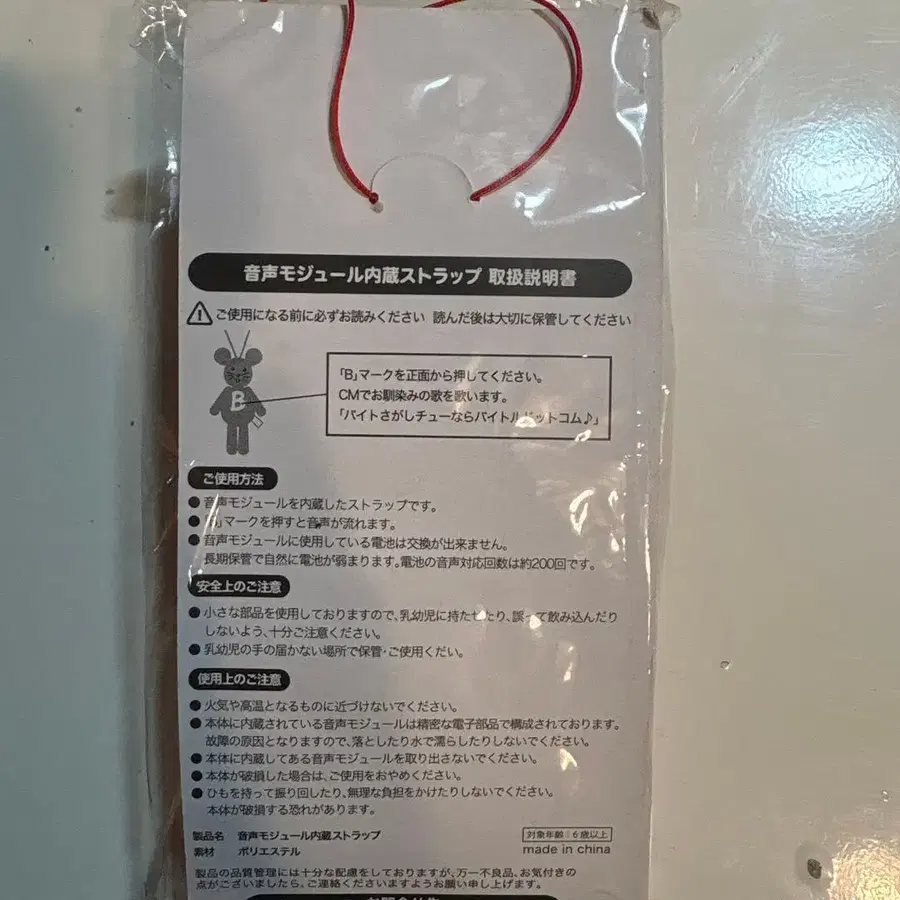 音声モジュール内蔵ストラップ 取扱説明書
ご使用になる前に必ずお読みください 読んだ後は大切に保管してください
「B」マークを正面から押してください。
CMでお馴染みの歌を歌います。
「バイトさがしチューならバイトルドットコム♪」
B
ご使用方法
●音声モジュールを内蔵したストラップです。
●「B」マークを押すと音声が流れます。
●音声モジュールに使用している電池は交換が出来ません。
長期保管で自然に電池が弱まります。電池の音声対応回数は約200回です。
安全上のご注意
●小さな部品を使用しておりますので、乳幼児に持たせたり、誤って飲み込んだり
しないよう、十分ご注意ください。
●乳幼児の手の届かない場所で保管・ご使用くだい。
使用上のご注意
●火気や高温となるものに近づけないでください。
●本体に内蔵されている音声モジュールは精密な電子部品で構成されております。
故障の原因となりますので、落としたり水で濡らしたりしないでください。
●本体に内蔵してある音声モジュールを取り出さないでください。
●本体が破損した場合は、ご使用をおやめください。
●ひもを持って振り回したり、無理な負担をかけたりしないでください。
本体が破損する恐れがあります。
製品名 音声モジュール内蔵ストラップ 対象年齢:6歳以上
素材 ポリエステル made in china
製品の品質管理には十分な配慮をしておりますが、万一不良品、お気付きの
点がございましたら、ご連絡くださいますようお願い申し上げます。